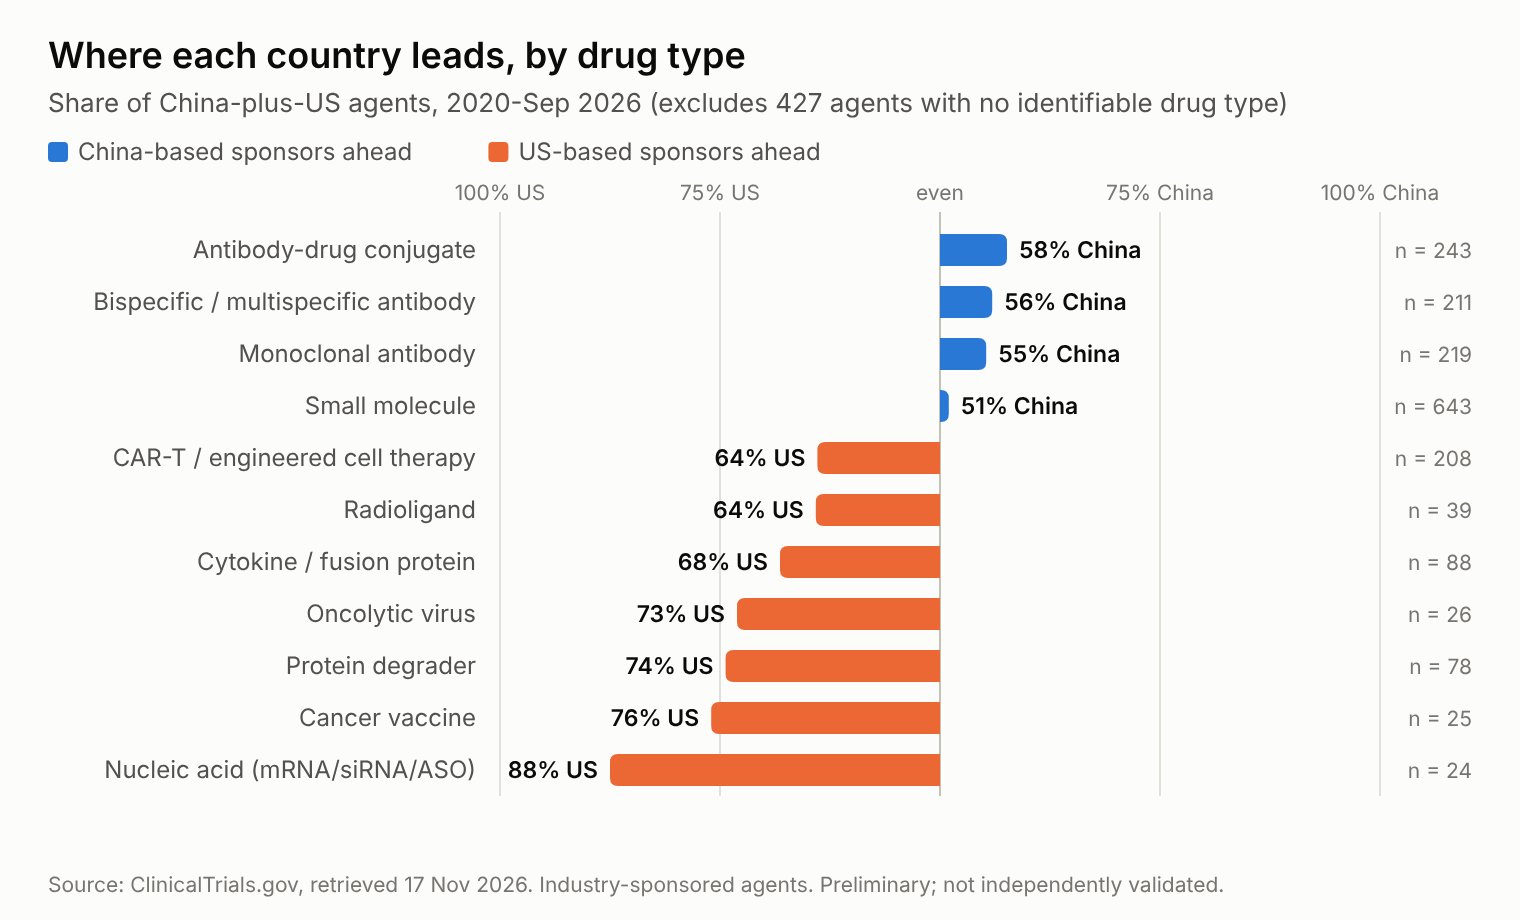 Where each country leads, by drug type
Share of China-plus-US agents, 2020-Sep 2026 (excludes 427 agents with no identifiable drug type)
China-based sponsors ahead US-based sponsors ahead
100% US 75% US even 75% China 100% China
Antibody-drug conjugate 58% China n = 243
Bispecific / multispecific antibody 56% China n = 211
Monoclonal antibody 55% China n = 219
Small molecule 51% China n = 643
CAR-T / engineered cell therapy 64% US n = 208
Radioligand 64% US n = 39
Cytokine / fusion protein 68% US n = 88
Oncolytic virus 73% US n = 26
Protein degrader 74% US n = 78
Cancer vaccine 76% US n = 25
Nucleic acid (mRNA/siRNA/ASO) 88% US n = 24
Source: ClinicalTrials.gov, retrieved 17 Nov 2026. Industry-sponsored agents. Preliminary; not independently validated.